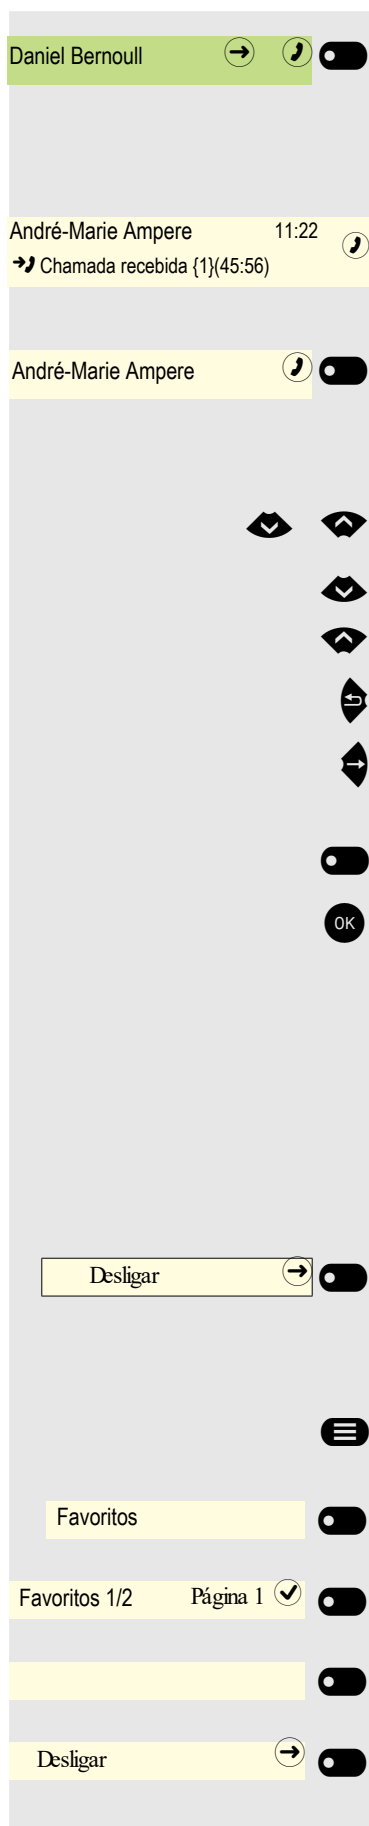 Daniel Bernoull
André-Marie Ampere 11:22
Chamada recebida {1}(45:56)
André-Marie Ampere
OK
Desligar
Favoritos
Favoritos 1/2 Página 1
Desligar